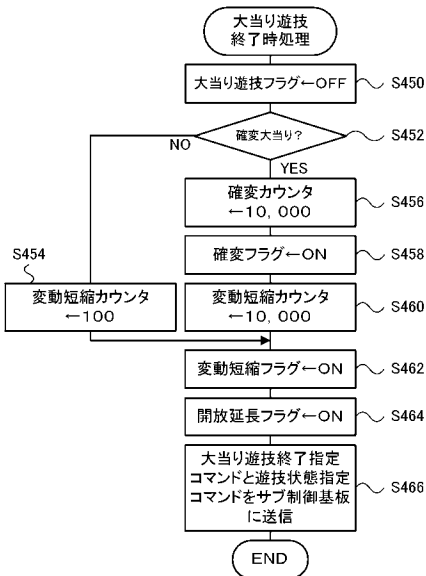 大当り遊技
終了時処理
大当り遊技フラグ←OFF
S450
確変大当り?
S452
NO
YES
確変カウンタ
←10,000
S456
確変フラグ←ON
S458
S454
変動短縮カウンタ
←100
変動短縮カウンタ
←10,000
S460
変動短縮フラグ←ON
S462
開放延長フラグ←ON
S464
大当り遊技終了指定
コマンドと遊技状態指定
コマンドをサブ制御基板
に送信
S466
END